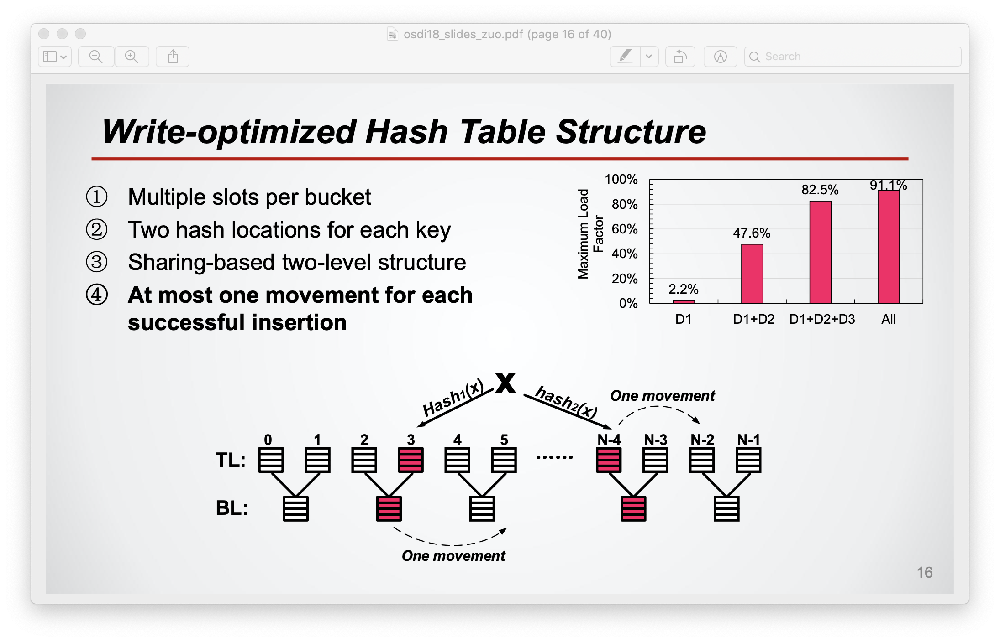 osdi18_slides_zuo.pdf (page 16 of 40)
Search
Write-optimized Hash Table Structure
① Multiple slots per bucket
② Two hash locations for each key
③ Sharing-based two-level structure
④ At most one movement for each
successful insertion
Maximum Load
Factor
100%
80%
60%
40%
20%
0%
2.2%
47.6%
82.5%
91.1%
D1 D1+D2 D1+D2+D3 All
x
Hash₁(x)
hash₂(x)
One movement
0 1 2 3 4 5 N-4 N-3 N-2 N-1
TL: ······
BL:
One movement
16